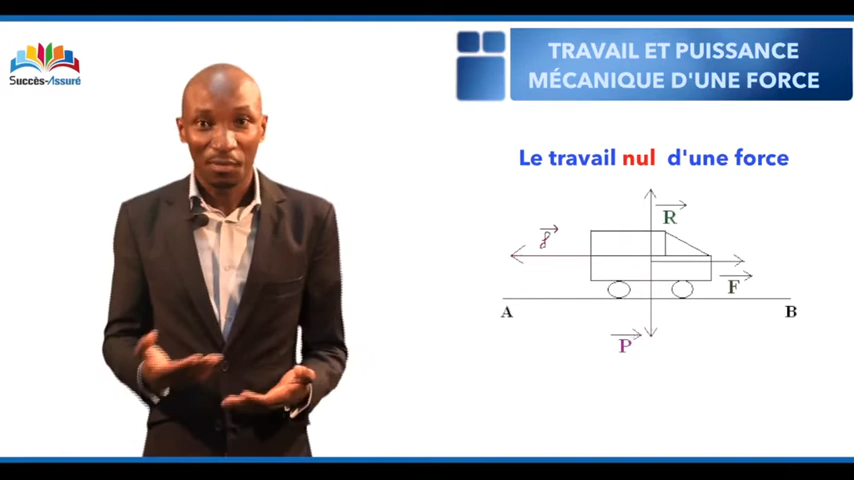 Succès-Assuré
TRAVAIL ET PUISSANCE
MÉCANIQUE D'UNE FORCE
Le travail nul d'une force
R
F
A
B
P